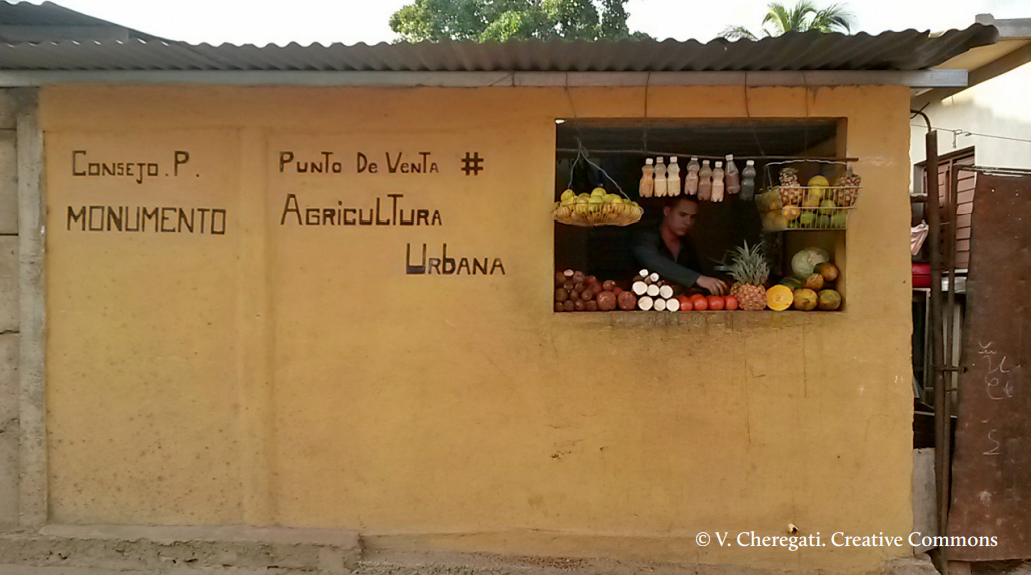 Consejo . P .
MONUMENTO
Punto De Venta #
Agricultura
Urbana
© V. Cheregati. Creative Commons